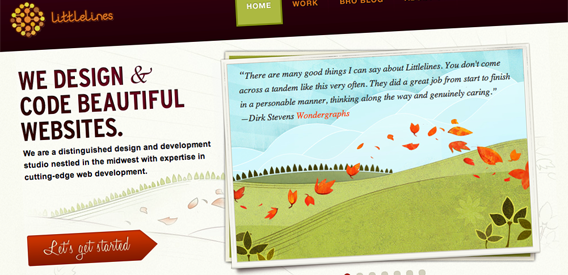 littlelines
HOME
WORK
BRO BLOG
WE DESIGN &
CODE BEAUTIFUL
WEBSITES.
We are a distinguished design and development
studio nestled in the midwest with expertise in
cutting-edge web development.
Let's get started
“There are many good things I can say about Littlelines. You don't come
across a tandem like this very often. They did a great job from start to finish
in a personable manner, thinking along the way and genuinely caring.”
—Dirk Stevens Wondergraphs